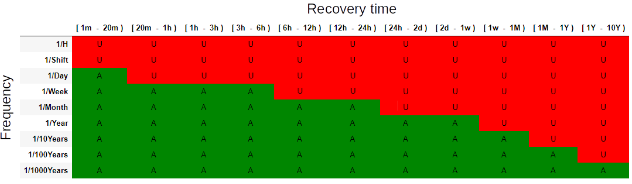 Recovery time
[ 1m - 20m ) [ 20m - 1h ) [ 1h - 3h ) [ 3h - 6h ) [ 6h - 12h ) [ 12h - 24h ) [ 24h - 2d ) [ 2d - 1w ) [ 1w - 1M ) [ 1M - 1Y ) [ 1Y - 10Y )
Frequency
1/H U U U U U U U U U U U
1/Shift U U U U U U U U U U U
1/Day A U U U U U U U U U U
1/Week A A A A U U U U U U U
1/Month A A A A A A U U U U U
1/Year A A A A A A A A U U U
1/10Years A A A A A A A A A U U
1/100Years A A A A A A A A A A U
1/1000Years A A A A A A A A A A A